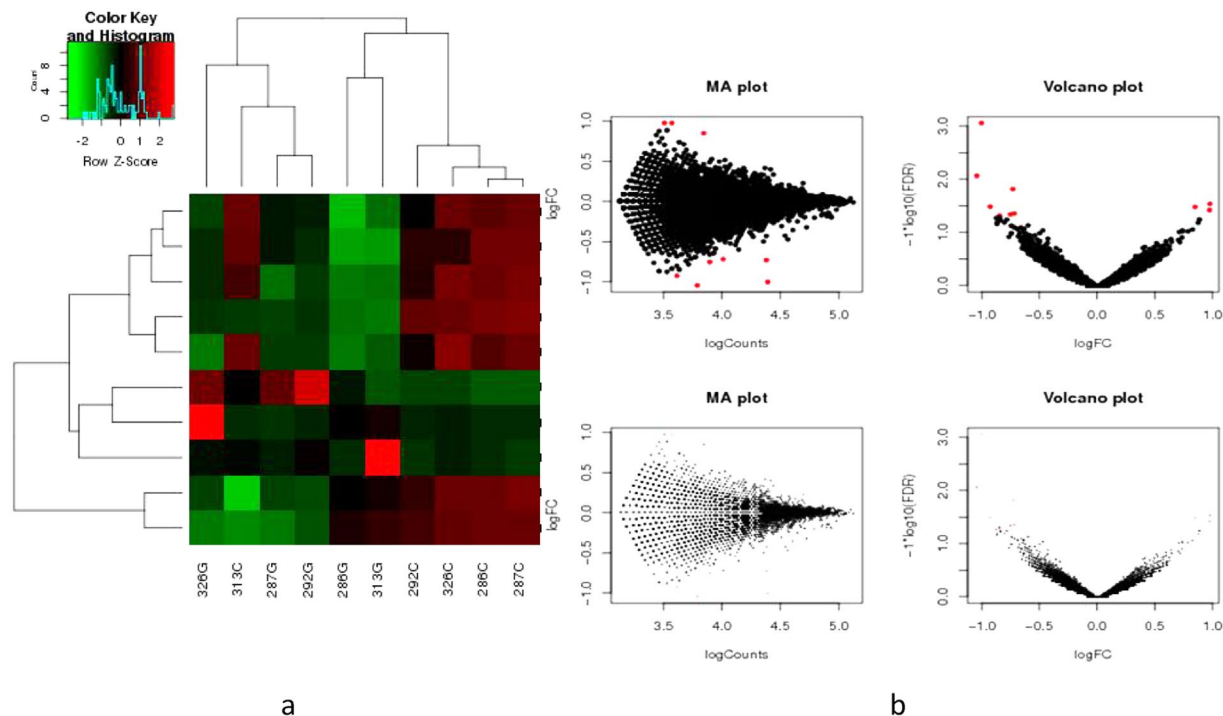 Color Key
and Histogram
Count
0 4 8
-2 0 1 2
Row Z-Score
logFC
logFC
326G 313C 287G 292G 286G 313G 292C 326C 286C 287C
a
MA plot
1.0
0.5
0.0
-0.5
-1.0
3.5 4.0 4.5 5.0
logCounts
Volcano plot
-1*log10(FDR)
3.0
2.0
1.0
0.0
-1.0 -0.5 0.0 0.5 1.0
logFC
MA plot
1.0
0.5
0.0
-0.5
-1.0
3.5 4.0 4.5 5.0
logCounts
Volcano plot
-1*log10(FDR)
3.0
2.0
1.0
0.0
-1.0 -0.5 0.0 0.5 1.0
logFC
b